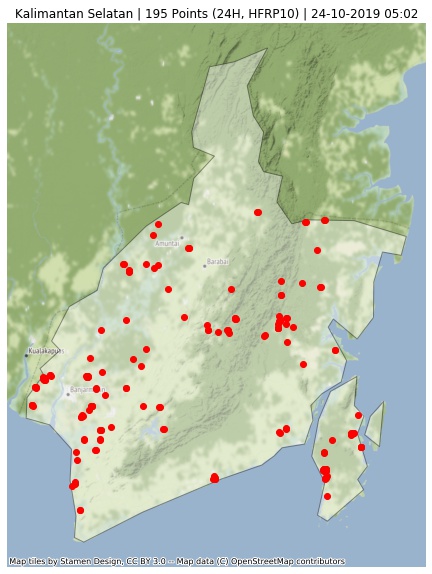 Kalimantan Selatan | 195 Points (24H, HFRP10) | 24-10-2019 05:02
Amuntai
Barabai
Kualakapuas
Map tiles by Stamen Design, CC BY 3.0 -- Map data (C) OpenStreetMap contributors